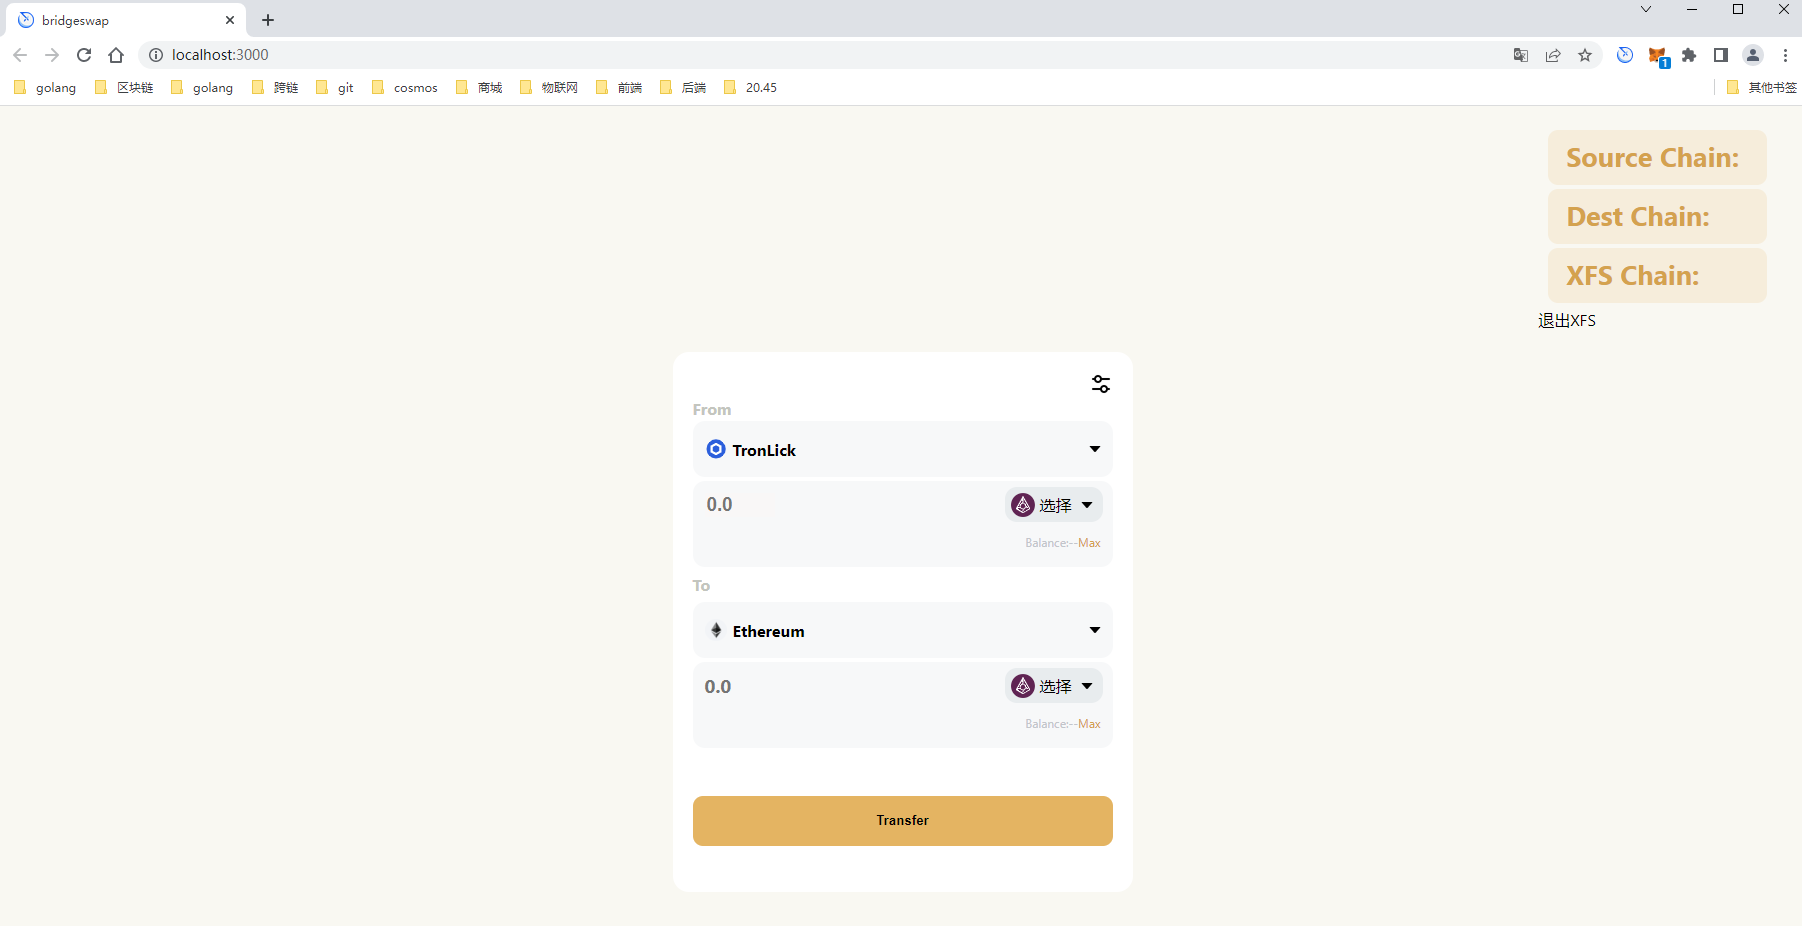 bridgeswap
localhost:3000
1
golang 区块链 golang 跨链 git cosmos 商城 物联网 前端 后端 20.45 其他书签
Source Chain:
Dest Chain:
XFS Chain:
退出XFS
From
TronLick
0.0 选择
Balance:--Max
To
Ethereum
0.0 选择
Balance:--Max
Transfer